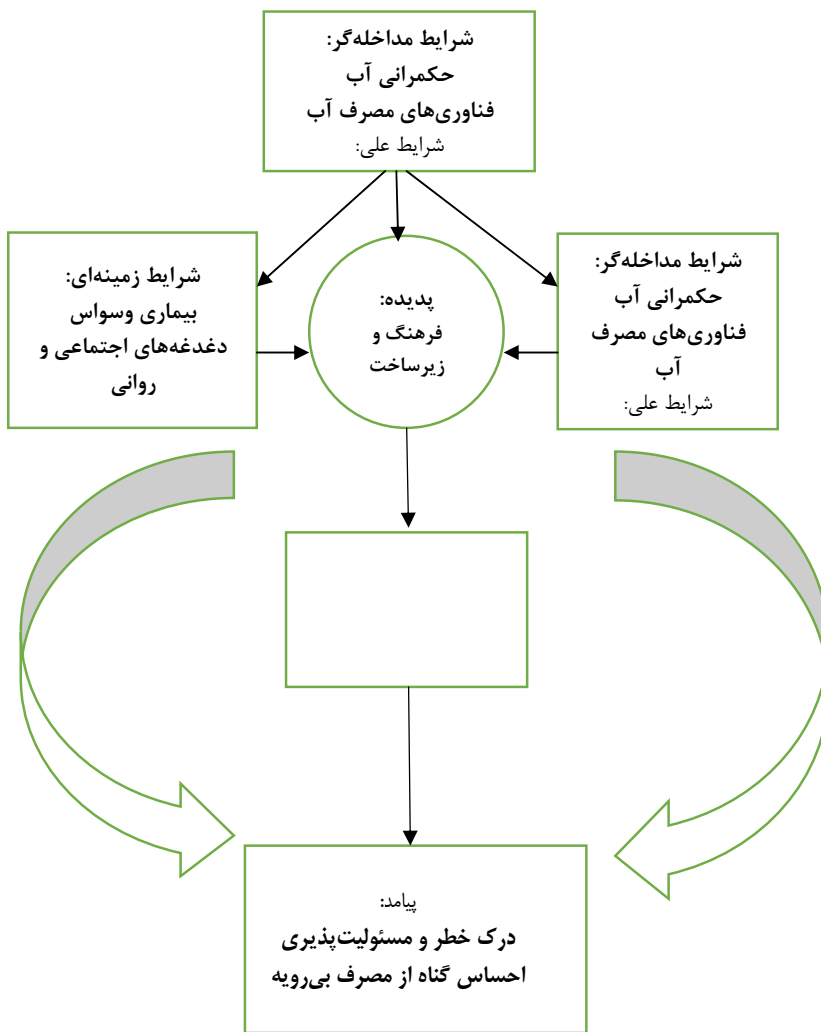 شرایط مداخله‌گر:
حکمرانی آب
فناوری‌های مصرف آب
شرایط علی:
شرایط مداخله‌گر:
حکمرانی آب
فناوری‌های مصرف
آب
شرایط علی:
پدیده:
فرهنگ و
زیرساخت
شرایط زمینه‌ای:
بیماری وسواس
دغدغه‌های اجتماعی و
روانی
پیامد:
درک خطر و مسئولیت‌پذیری
احساس گناه از مصرف بی‌رویه